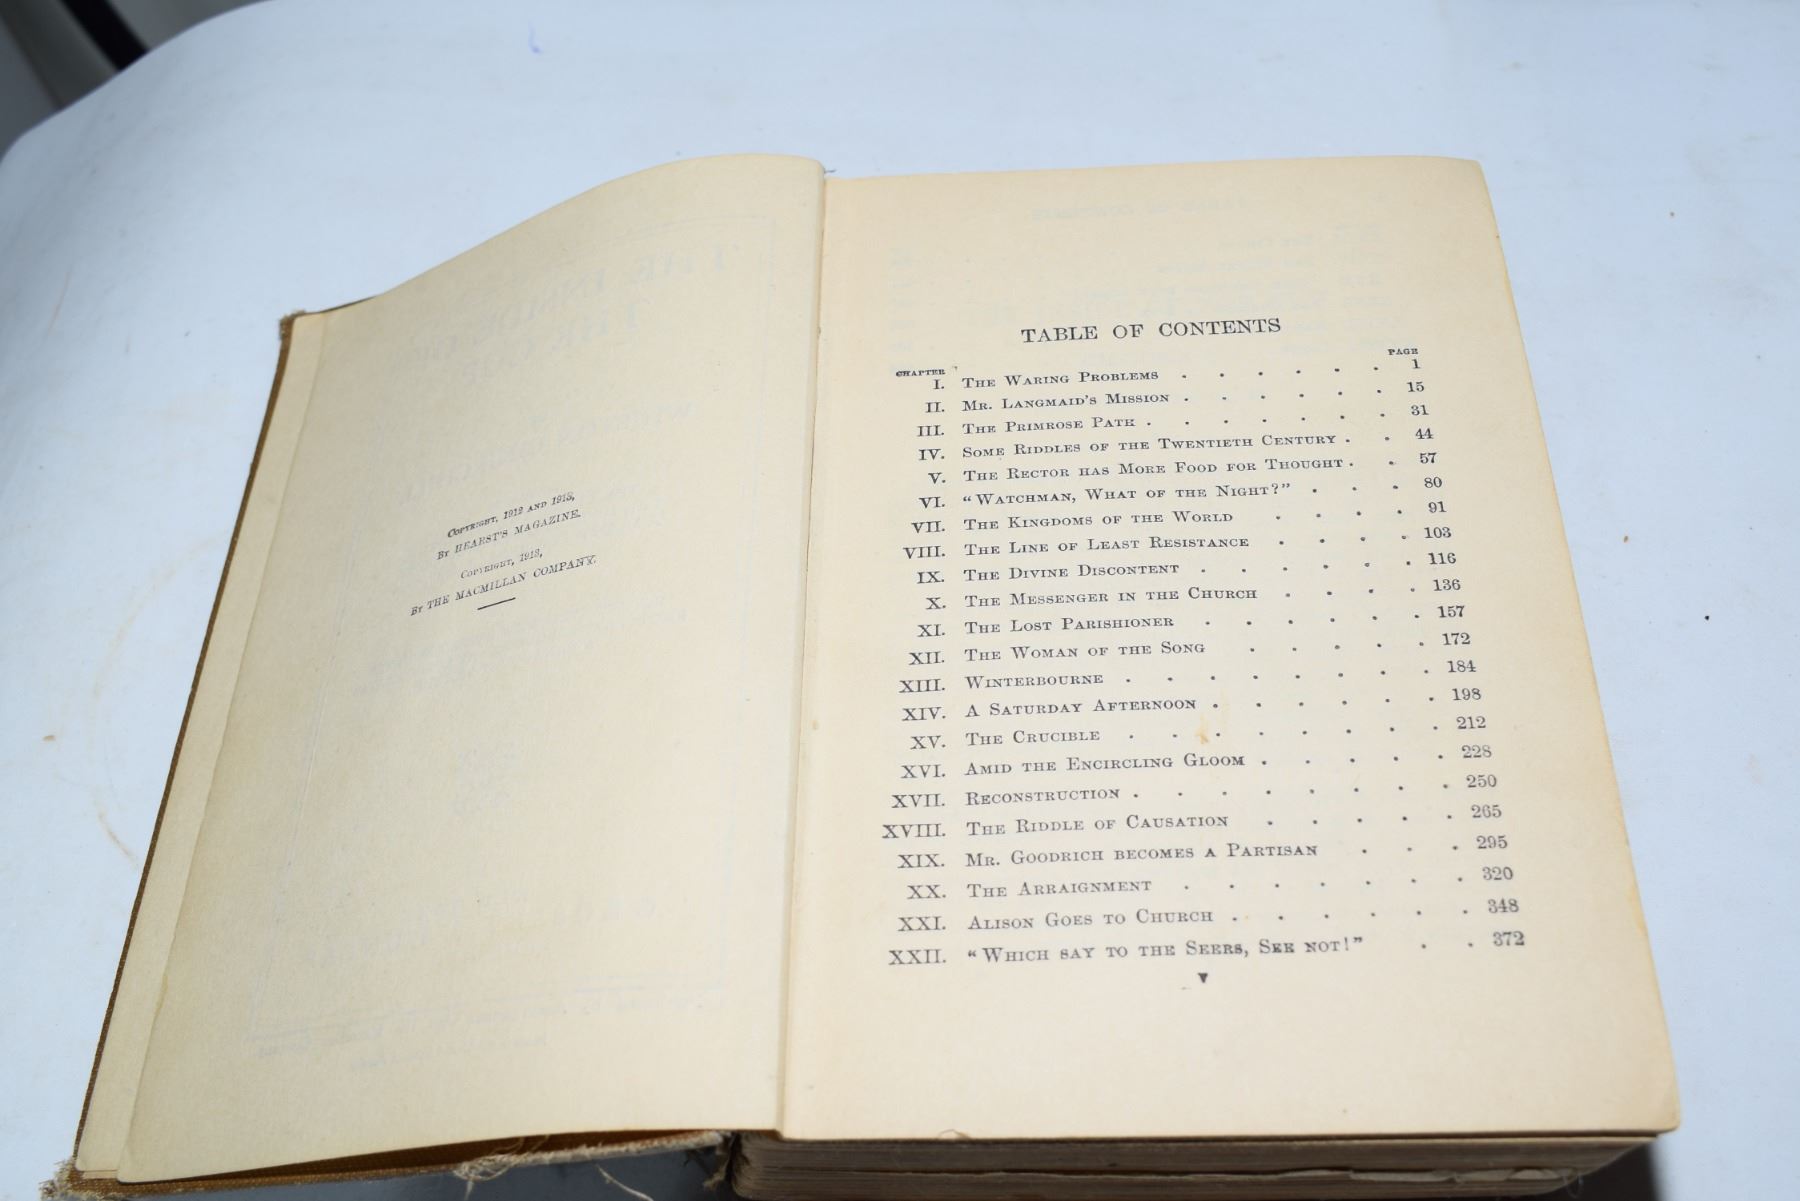 COPYRIGHT, 1912 AND 1913,
BY HEARST'S MAGAZINE.
COPYRIGHT, 1913,
BY THE MACMILLAN COMPANY.
TABLE OF CONTENTS
CHAPTER PAGE
I. THE WARING PROBLEMS . . . . . . 1
II. MR. LANGMAID'S MISSION . . . . . . 15
III. THE PRIMROSE PATH . . . . . . . 31
IV. SOME RIDDLES OF THE TWENTIETH CENTURY . . 44
V. THE RECTOR HAS MORE FOOD FOR THOUGHT . . 57
VI. "WATCHMAN, WHAT OF THE NIGHT?" . . . 80
VII. THE KINGDOMS OF THE WORLD . . . . 91
VIII. THE LINE OF LEAST RESISTANCE . . . . 103
IX. THE DIVINE DISCONTENT . . . . . . 116
X. THE MESSENGER IN THE CHURCH . . . . 136
XI. THE LOST PARISHIONER . . . . . . 157
XII. THE WOMAN OF THE SONG . . . . . 172
XIII. WINTERBOURNE . . . . . . . . 184
XIV. A SATURDAY AFTERNOON . . . . . . 198
XV. THE CRUCIBLE . . . . . . . . 212
XVI. AMID THE ENCIRCLING GLOOM . . . . . 228
XVII. RECONSTRUCTION . . . . . . . . 250
XVIII. THE RIDDLE OF CAUSATION . . . . . 265
XIX. MR. GOODRICH BECOMES A PARTISAN . . . 295
XX. THE ARRAIGNMENT . . . . . . . 320
XXI. ALISON GOES TO CHURCH . . . . . . 348
XXII. "WHICH SAY TO THE SEERS, SEE NOT!" . . 372
v